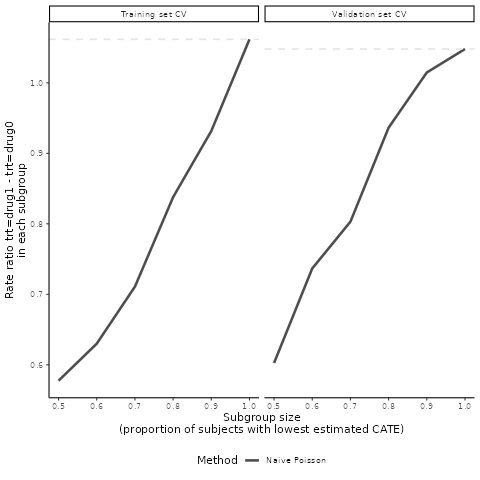 Training set CV
Validation set CV
Rate ratio trt=drug1 - trt=drug0
in each subgroup
1.0
0.9
0.8
0.7
0.6
0.5 0.6 0.7 0.8 0.9 1.0
0.5 0.6 0.7 0.8 0.9 1.0
Subgroup size
(proportion of subjects with lowest estimated CATE)
Method Naive Poisson